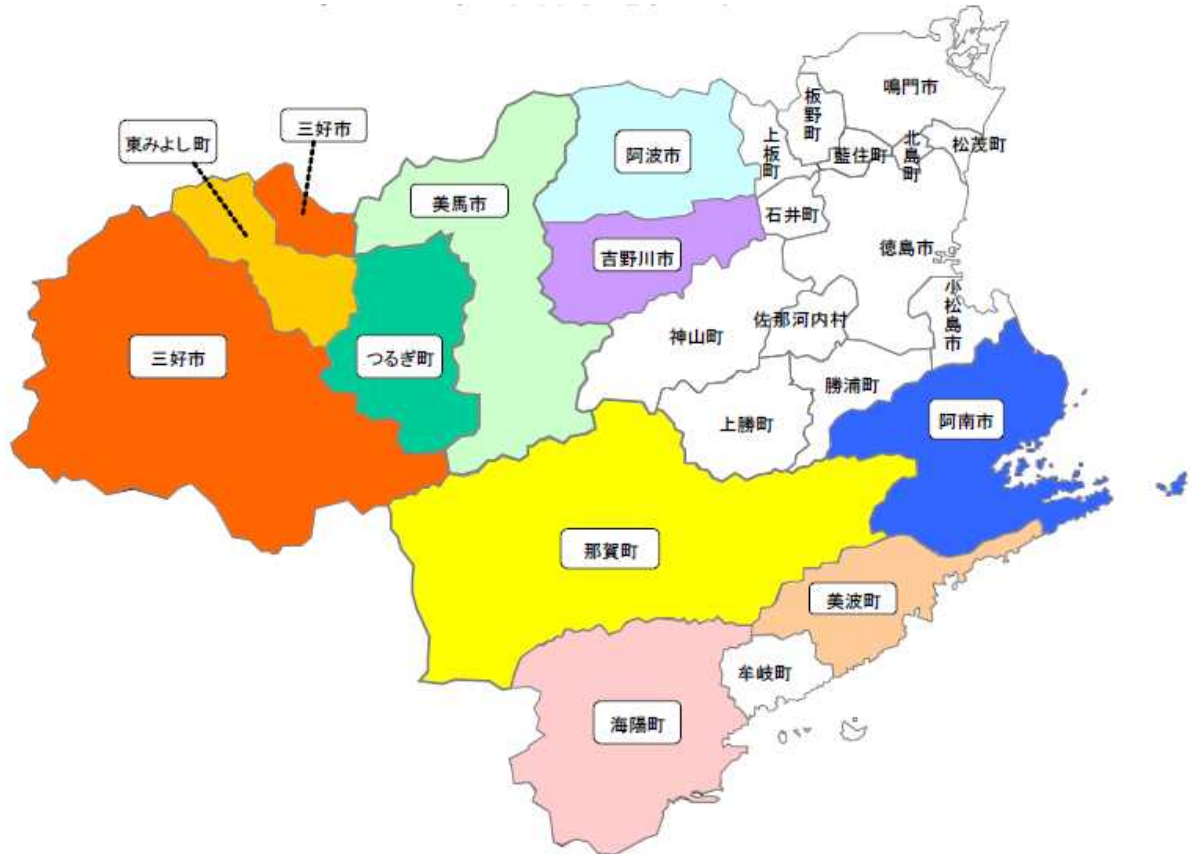 鳴門市
板野町
上板町
藍住町
北島町
松茂町
三好市
東みよし町
阿波市
美馬市
石井町
吉野川市
徳島市
小松島市
佐那河内村
神山町
三好市
つるぎ町
勝浦町
上勝町
阿南市
那賀町
美波町
牟岐町
海陽町